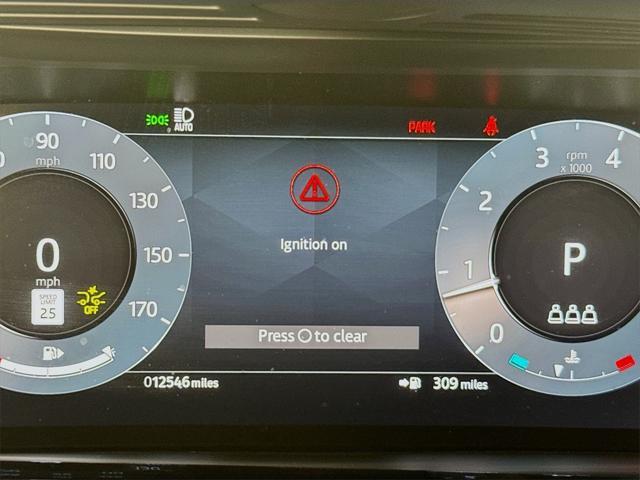 AUTO
PARK
90
mph
110
130
150
170
0
mph
SPEED
LIMIT
25
OFF
Ignition on
Press to clear
012546 miles
309 miles
rpm
x 1000
4
3
2
1
0
P